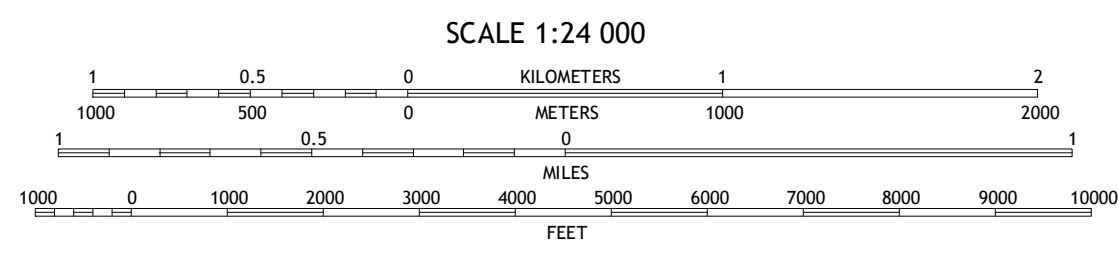 SCALE 1:24 000
1 0.5 0 KILOMETERS 1 2
1000 500 0 METERS 1000 2000
1 0.5 0 1
MILES
1000 0 1000 2000 3000 4000 5000 6000 7000 8000 9000 10000
FEET